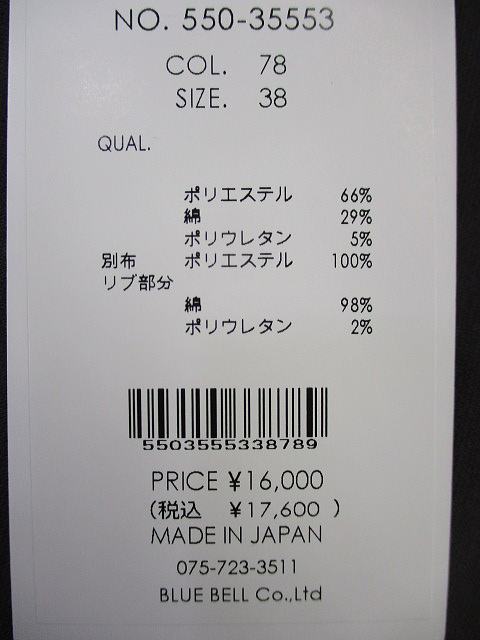 NO. 550-35553
COL. 78
SIZE. 38
QUAL.
ポリエステル 66%
綿 29%
ポリウレタン 5%
別布 ポリエステル 100%
リブ部分
綿 98%
ポリウレタン 2%
5503555338789
PRICE ¥16,000
(税込 ¥17,600 )
MADE IN JAPAN
075-723-3511
BLUE BELL Co.,Ltd